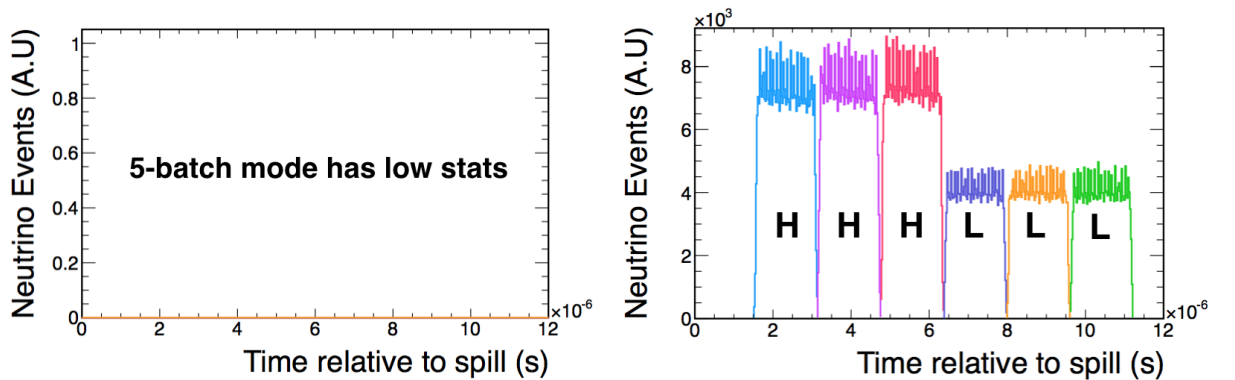 Neutrino Events (A.U)
1
0.8
0.6
0.4
0.2
0
5-batch mode has low stats
0 2 4 6 8 10 12
×10⁻⁶
Time relative to spill (s)
Neutrino Events (A.U)
×10³
8
6
4
2
0
H H H L L L
0 2 4 6 8 10 12
×10⁻⁶
Time relative to spill (s)